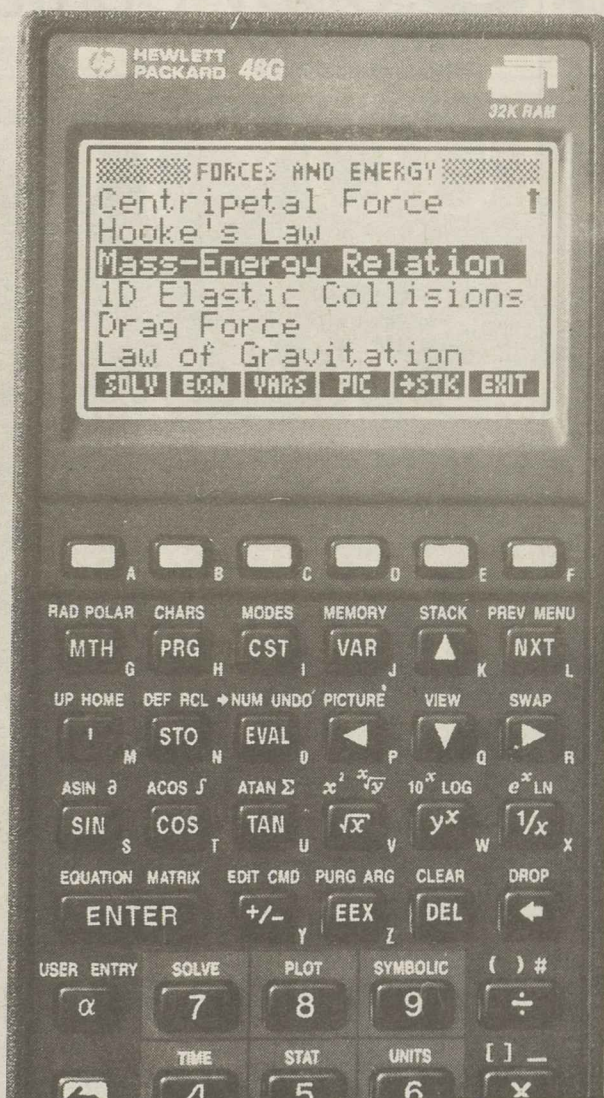 hp HEWLETT
PACKARD 48G
32K RAM
FORCES AND ENERGY
Centripetal Force ↑
Hooke's Law
Mass-Energy Relation
1D Elastic Collisions
Drag Force
Law of Gravitation
SOLV EQN VARS PIC →STK EXIT
A B C D E F
RAD POLAR CHARS MODES MEMORY STACK PREV MENU
MTH G PRG H CST I VAR J ▲ K NXT L
UP HOME DEF RCL →NUM UNDO PICTURE VIEW SWAP
' M STO N EVAL O ◀ P ▼ Q ▶ R
ASIN ∂ ACOS ∫ ATAN Σ x² ˣ√y 10ˣ LOG eˣ LN
SIN S COS T TAN U √x V yˣ W 1/x X
EQUATION MATRIX EDIT CMD PURG ARG CLEAR DROP
ENTER +/- Y EEX Z DEL ←
USER ENTRY SOLVE PLOT SYMBOLIC ( ) #
α 7 8 9 ÷
TIME STAT UNITS [ ] _
4 5 6 ×